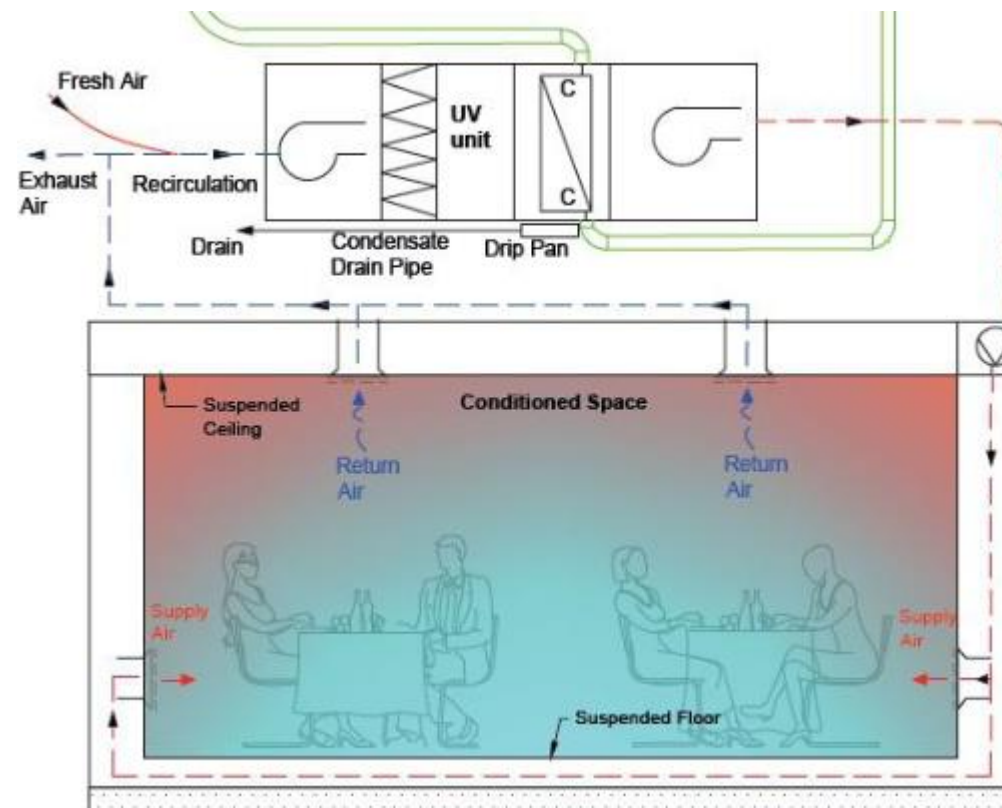 Fresh Air
UV
unit
C
C
Exhaust
Air
Recirculation
Drain
Condensate
Drain Pipe
Drip Pan
Suspended
Ceiling
Conditioned Space
Return
Air
Return
Air
Supply
Air
Supply
Air
Suspended Floor